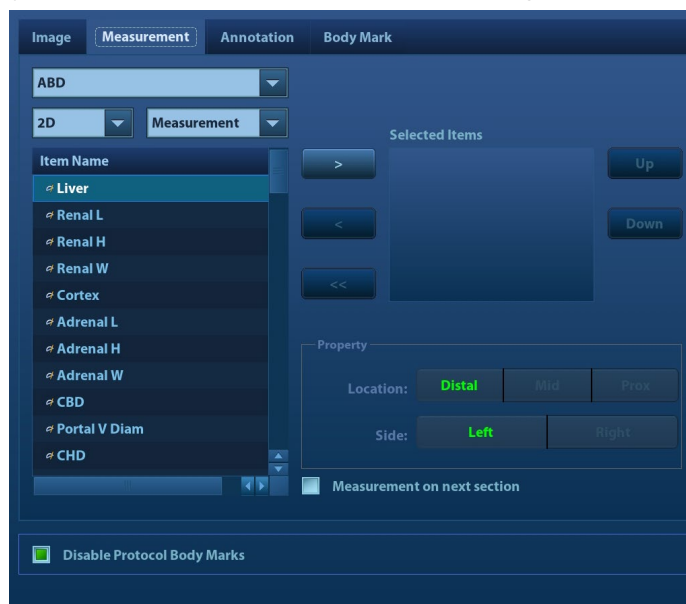 Image Measurement Annotation Body Mark
ABD
2D Measurement
Selected Items
Item Name
> Up
Liver
Renal L
Renal H
< Down
Renal W
Cortex
<<
Adrenal L
Adrenal H
Property
Adrenal W
Location: Distal Mid Prox
CBD
Portal V Diam
Side: Left Right
CHD
Measurement on next section
Disable Protocol Body Marks